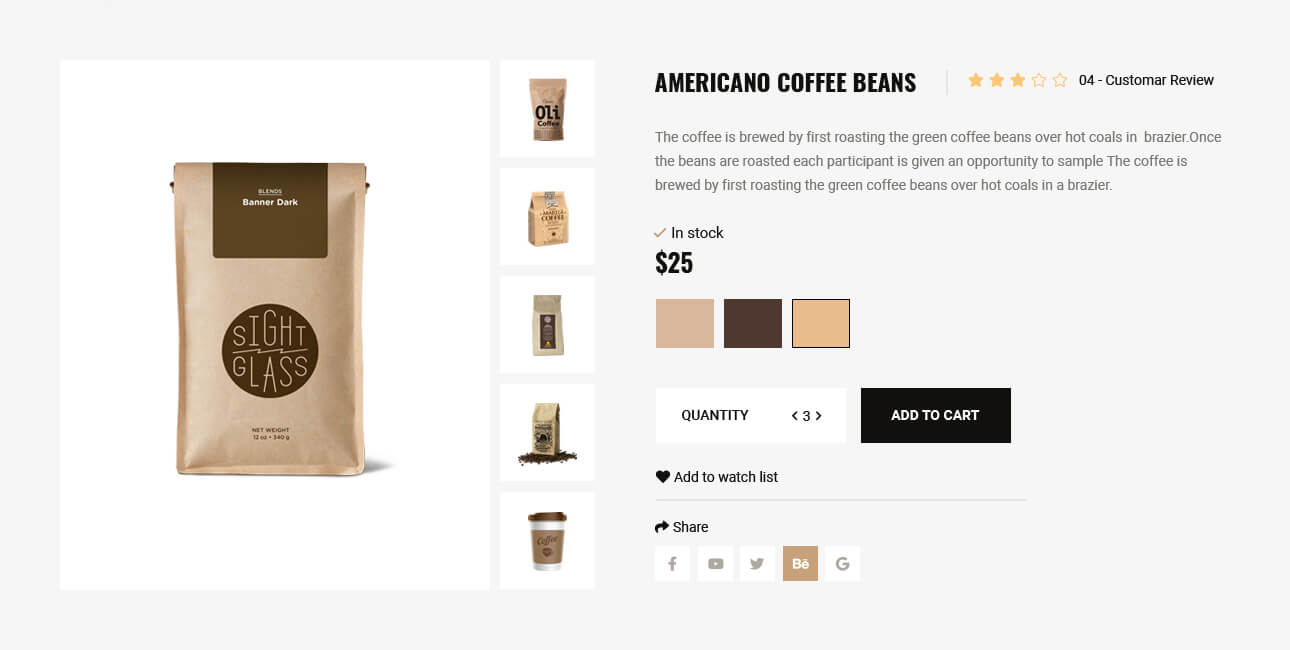 BLENDS
Banner Dark
SIGHT
GLASS
NET WEIGHT
12 oz • 340 g
Oli
Coffee
COFFEE
Coffee
AMERICANO COFFEE BEANS
04 - Customar Review
The coffee is brewed by first roasting the green coffee beans over hot coals in brazier.Once
the beans are roasted each participant is given an opportunity to sample The coffee is
brewed by first roasting the green coffee beans over hot coals in a brazier.
In stock
$25
QUANTITY
3
ADD TO CART
Add to watch list
Share
Bē